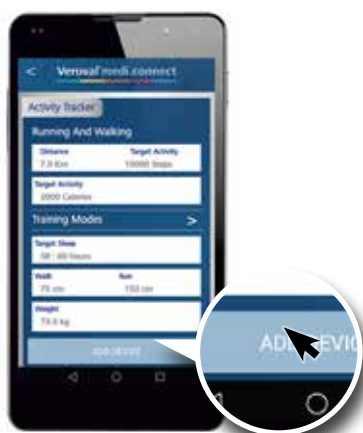 < Veroval medi.connect
Activity Tracker
Running And Walking
Distance Target Activity
7.0 Km 10000 Steps
Target Activity
2000 Calories
Training Modes >
Target Sleep
08 : 00 hours
Walk Run
75 cm 150 cm
Weight
75.0 kg
ADD DEVICE
ADD DEVIC